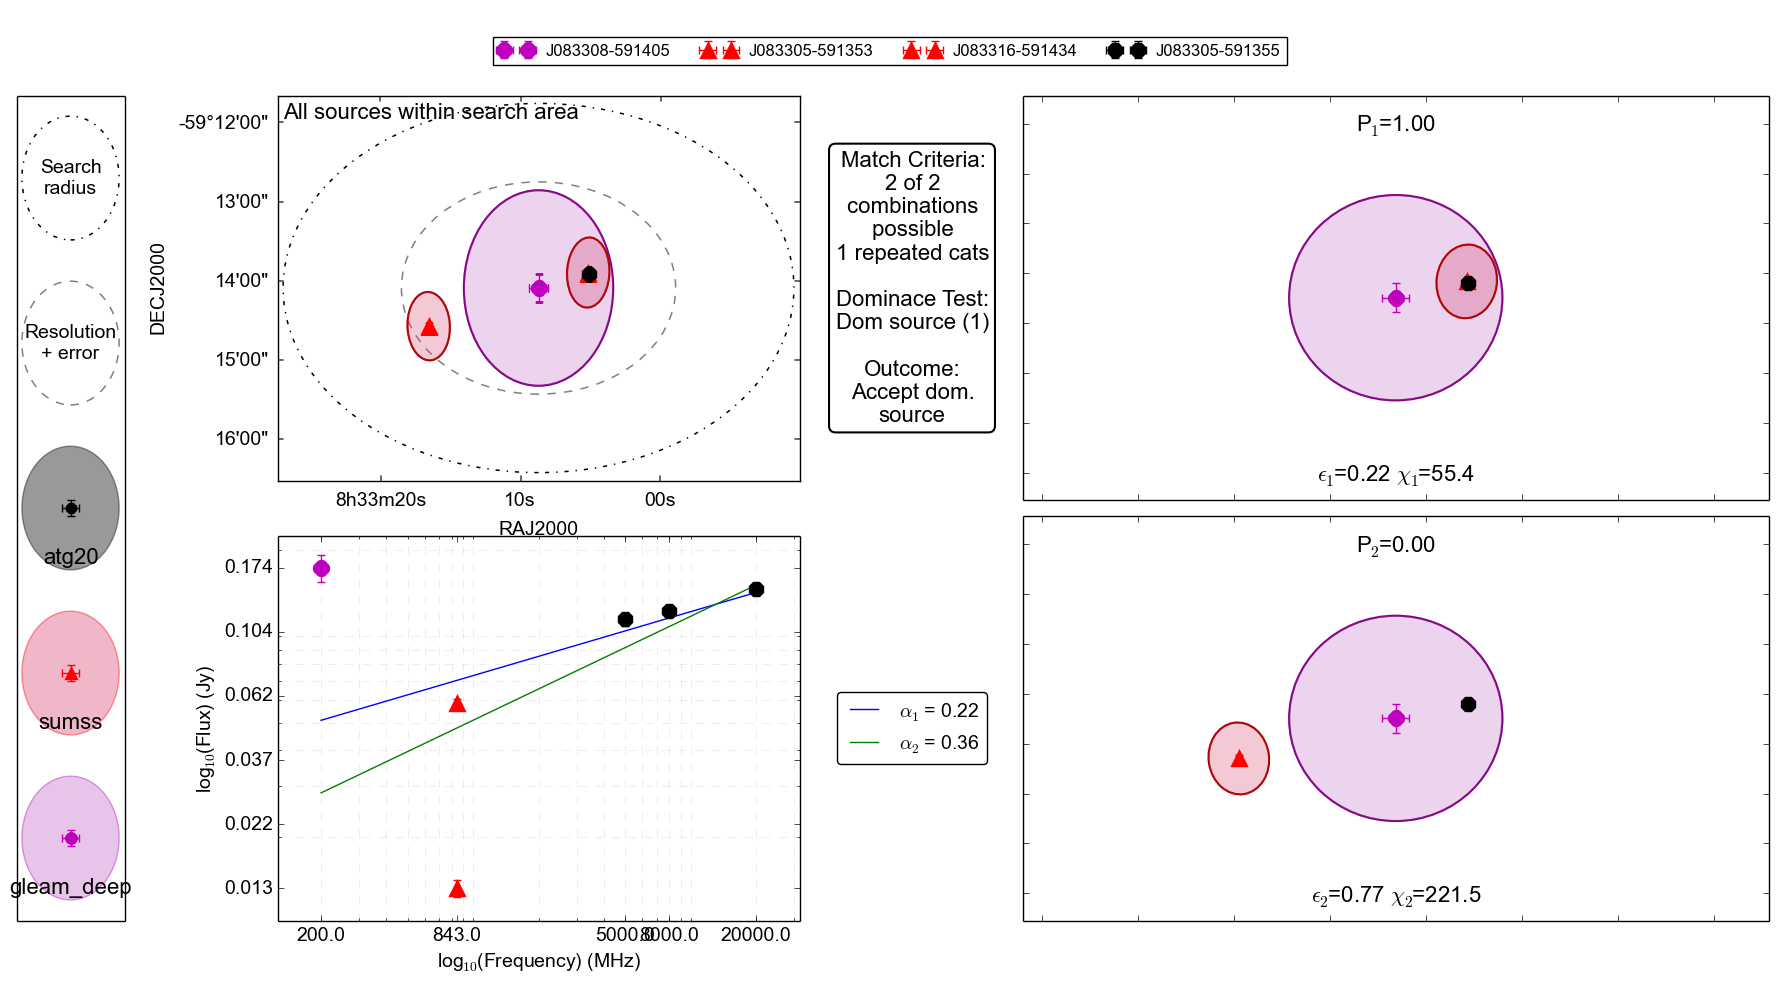 J083308-591405 J083305-591353 J083316-591434 J083305-591355
Search
radius
Resolution
+ error
atg20
sumss
gleam_deep
All sources within search area
DECJ2000
-59°12'00"
13'00"
14'00"
15'00"
16'00"
8h33m20s 10s 00s
RAJ2000
Match Criteria:
2 of 2
combinations
possible
1 repeated cats
Dominace Test:
Dom source (1)
Outcome:
Accept dom.
source
P₁=1.00
ϵ₁=0.22 χ₁=55.4
log₁₀(Flux) (Jy)
0.174
0.104
0.062
0.037
0.022
0.013
200.0 843.0 5000.0 8000.0 20000.0
log₁₀(Frequency) (MHz)
α₁ = 0.22
α₂ = 0.36
P₂=0.00
ϵ₂=0.77 χ₂=221.5